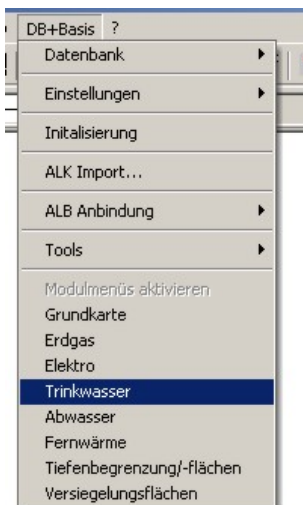 DB+Basis ?
Datenbank
Einstellungen
Initalisierung
ALK Import...
ALB Anbindung
Tools
Modulmenüs aktivieren
Grundkarte
Erdgas
Elektro
Trinkwasser
Abwasser
Fernwärme
Tiefenbegrenzung/-flächen
Versiegelungsflächen